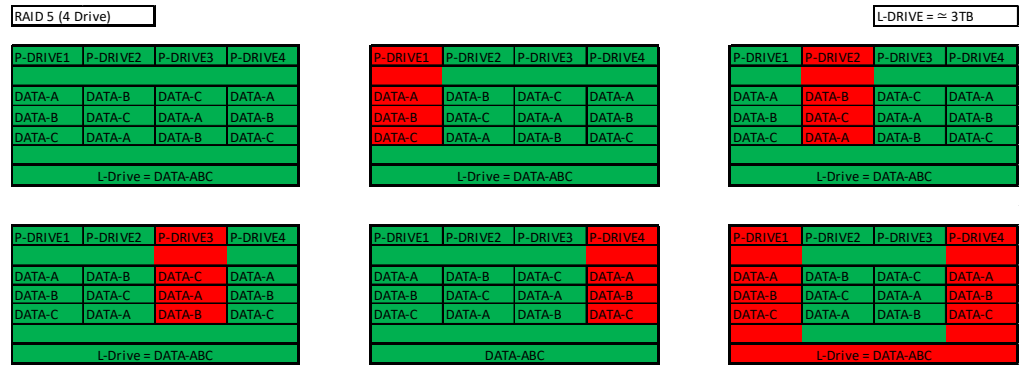 RAID 5 (4 Drive) L-DRIVE = ≃ 3TB
P-DRIVE1 P-DRIVE2 P-DRIVE3 P-DRIVE4
DATA-A DATA-B DATA-C DATA-A
DATA-B DATA-C DATA-A DATA-B
DATA-C DATA-A DATA-B DATA-C
L-Drive = DATA-ABC
P-DRIVE1 P-DRIVE2 P-DRIVE3 P-DRIVE4
DATA-A DATA-B DATA-C DATA-A
DATA-B DATA-C DATA-A DATA-B
DATA-C DATA-A DATA-B DATA-C
L-Drive = DATA-ABC
P-DRIVE1 P-DRIVE2 P-DRIVE3 P-DRIVE4
DATA-A DATA-B DATA-C DATA-A
DATA-B DATA-C DATA-A DATA-B
DATA-C DATA-A DATA-B DATA-C
L-Drive = DATA-ABC
P-DRIVE1 P-DRIVE2 P-DRIVE3 P-DRIVE4
DATA-A DATA-B DATA-C DATA-A
DATA-B DATA-C DATA-A DATA-B
DATA-C DATA-A DATA-B DATA-C
L-Drive = DATA-ABC
P-DRIVE1 P-DRIVE2 P-DRIVE3 P-DRIVE4
DATA-A DATA-B DATA-C DATA-A
DATA-B DATA-C DATA-A DATA-B
DATA-C DATA-A DATA-B DATA-C
DATA-ABC
P-DRIVE1 P-DRIVE2 P-DRIVE3 P-DRIVE4
DATA-A DATA-B DATA-C DATA-A
DATA-B DATA-C DATA-A DATA-B
DATA-C DATA-A DATA-B DATA-C
L-Drive = DATA-ABC